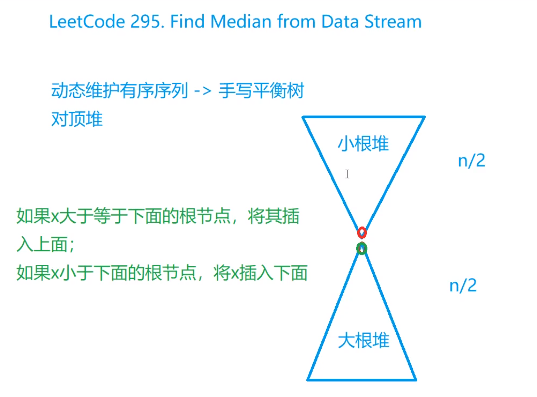 LeetCode 295. Find Median from Data Stream
动态维护有序序列 -> 手写平衡树
对顶堆
小根堆
n/2
如果x大于等于下面的根节点，将其插
入上面；
如果x小于下面的根节点，将x插入下面
n/2
大根堆